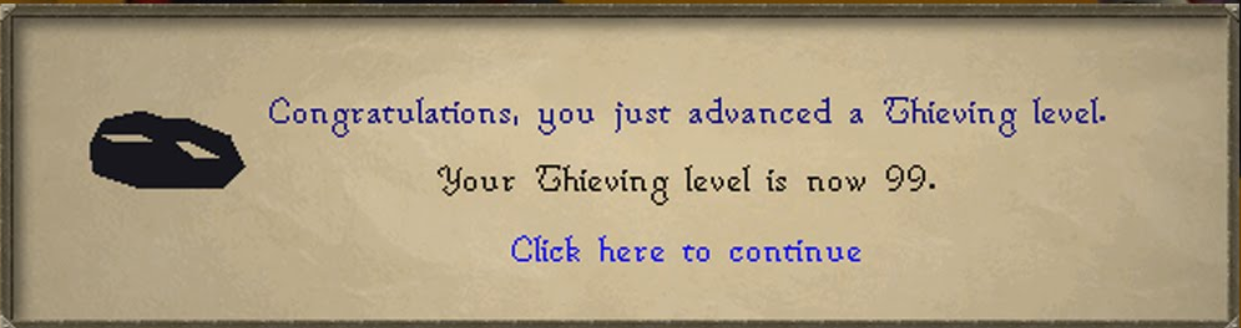 Congratulations, you just advanced a Thieving level.
Your Thieving level is now 99.
Click here to continue